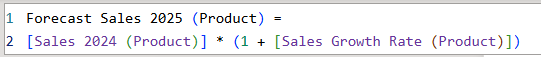 1 Forecast Sales 2025 (Product) =
2 [Sales 2024 (Product)] * (1 + [Sales Growth Rate (Product)])